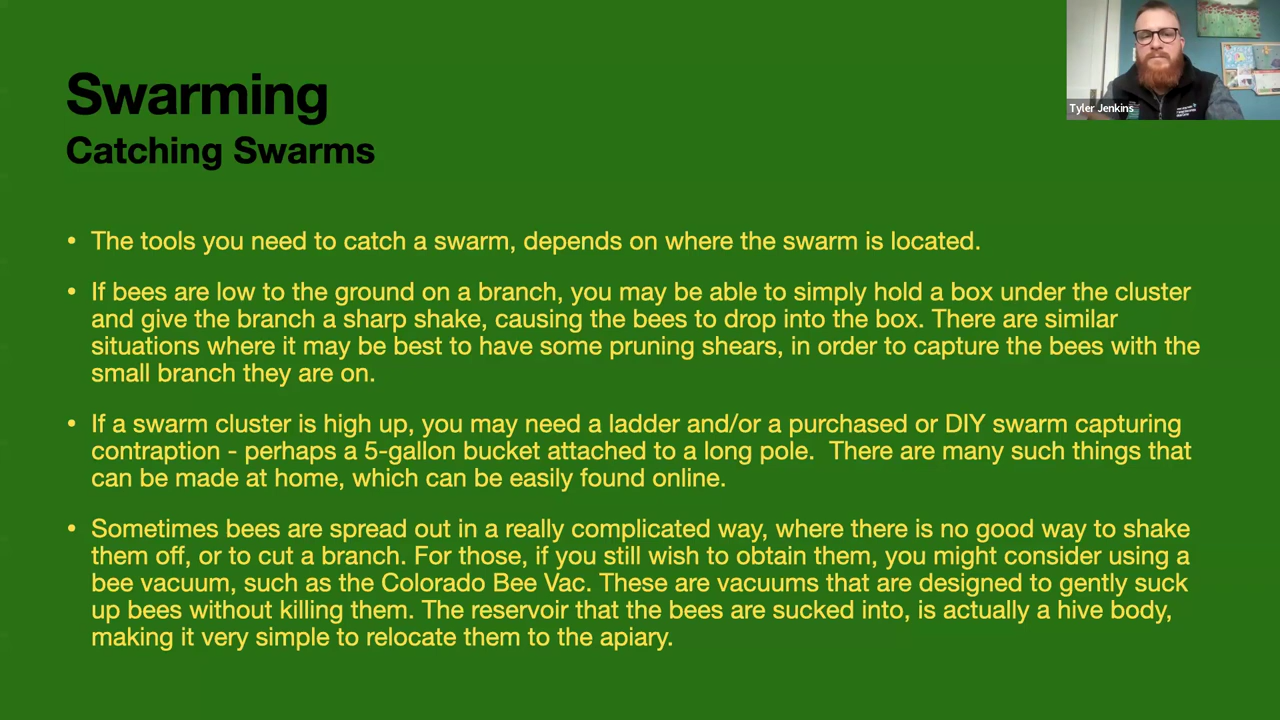 Swarming
Catching Swarms
Tyler Jenkins
• The tools you need to catch a swarm, depends on where the swarm is located.
• If bees are low to the ground on a branch, you may be able to simply hold a box under the cluster
and give the branch a sharp shake, causing the bees to drop into the box. There are similar
situations where it may be best to have some pruning shears, in order to capture the bees with the
small branch they are on.
• If a swarm cluster is high up, you may need a ladder and/or a purchased or DIY swarm capturing
contraption - perhaps a 5-gallon bucket attached to a long pole.  There are many such things that
can be made at home, which can be easily found online.
• Sometimes bees are spread out in a really complicated way, where there is no good way to shake
them off, or to cut a branch. For those, if you still wish to obtain them, you might consider using a
bee vacuum, such as the Colorado Bee Vac. These are vacuums that are designed to gently suck
up bees without killing them. The reservoir that the bees are sucked into, is actually a hive body,
making it very simple to relocate them to the apiary.